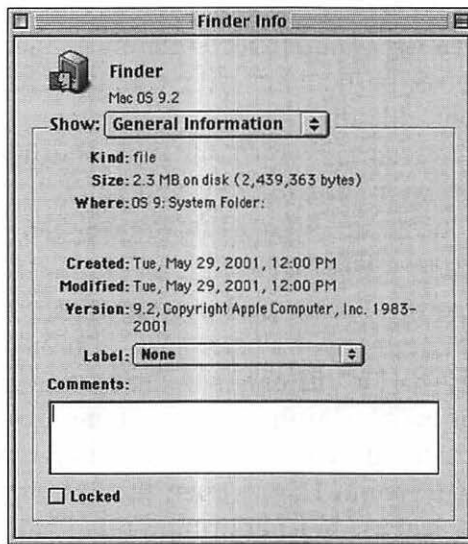 Finder Info
Finder
Mac OS 9.2
Show: General Information
Kind: file
Size: 2.3 MB on disk (2,439,363 bytes)
Where: OS 9: System Folder:
Created: Tue, May 29, 2001, 12:00 PM
Modified: Tue, May 29, 2001, 12:00 PM
Version: 9.2, Copyright Apple Computer, Inc. 1983-
2001
Label: None
Comments:
Locked